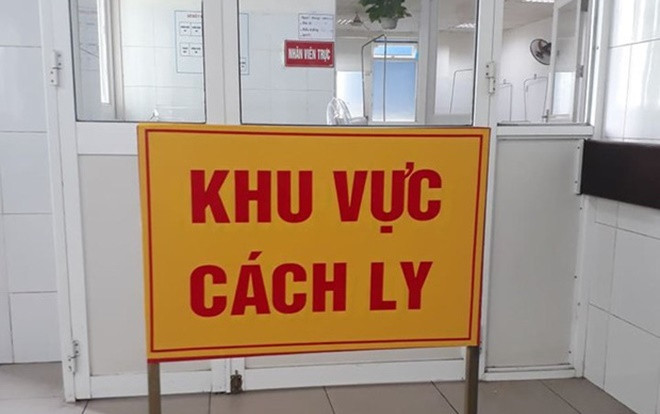 NHÂN VIÊN TRỰC
KHU VỰC
CÁCH LY